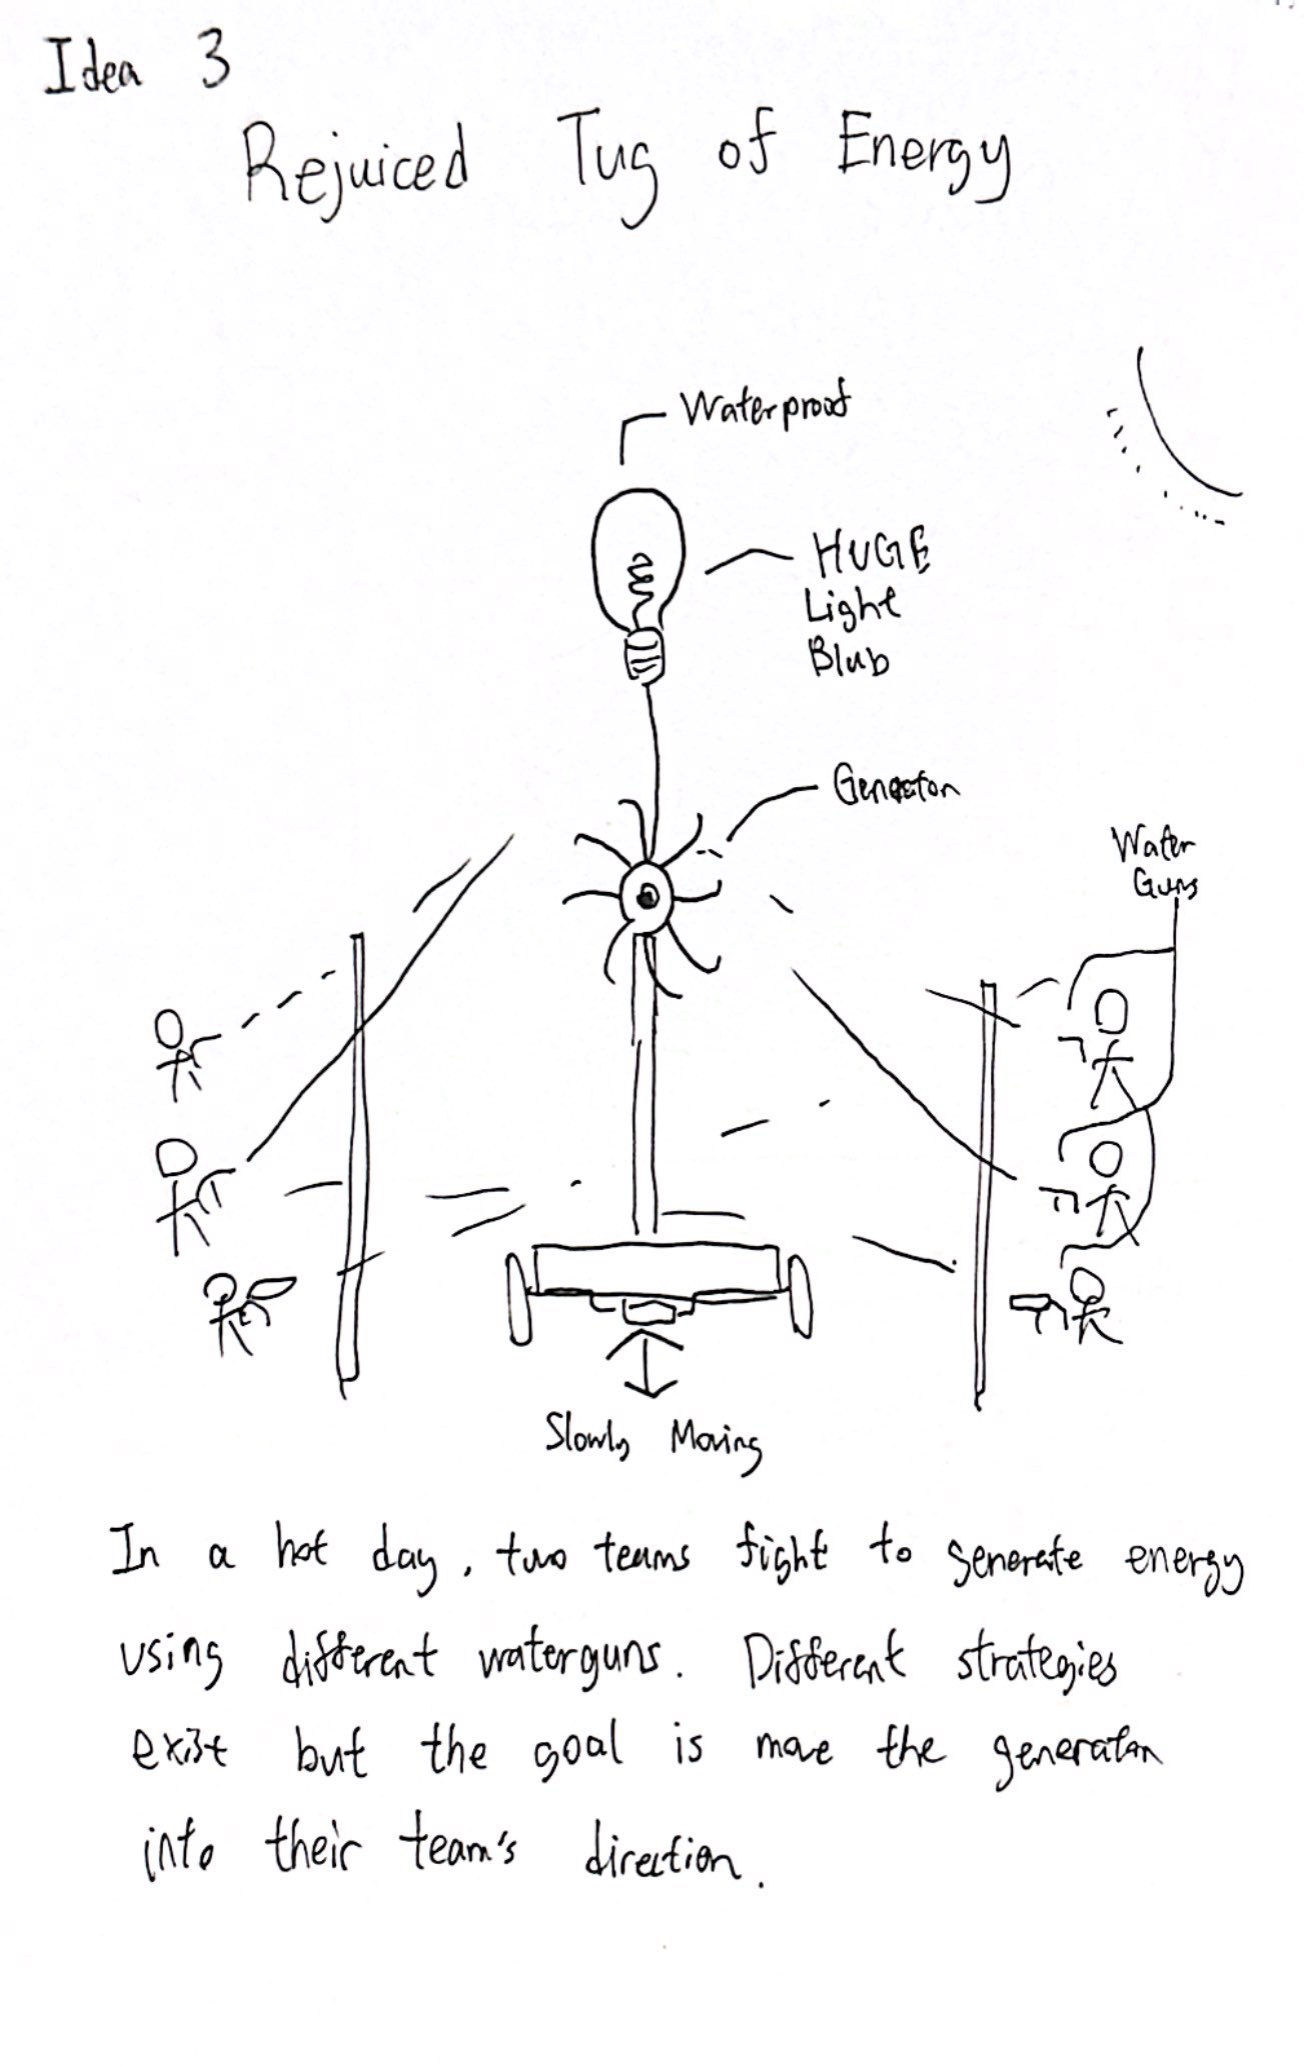 Idea 3
Rejuiced Tug of Energy
Waterproof
HUGE
Light
Blub
Generator
Water
Guns
Slowly Moving
In a hot day, two teams fight to generate energy
using different waterguns. Different strategies
exist but the goal is move the generator
into their team's direction.